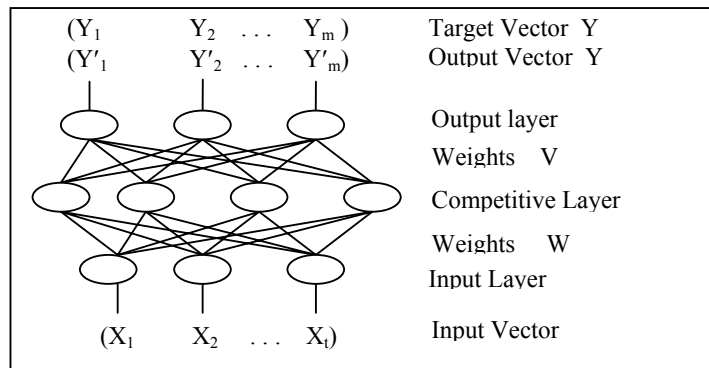 (Y₁ Y₂ . . . Yₘ ) Target Vector Y
(Y′₁ Y′₂ . . . Y′ₘ) Output Vector Y
Output layer
Weights V
Competitive Layer
Weights W
Input Layer
(X₁ X₂ . . . Xₜ) Input Vector